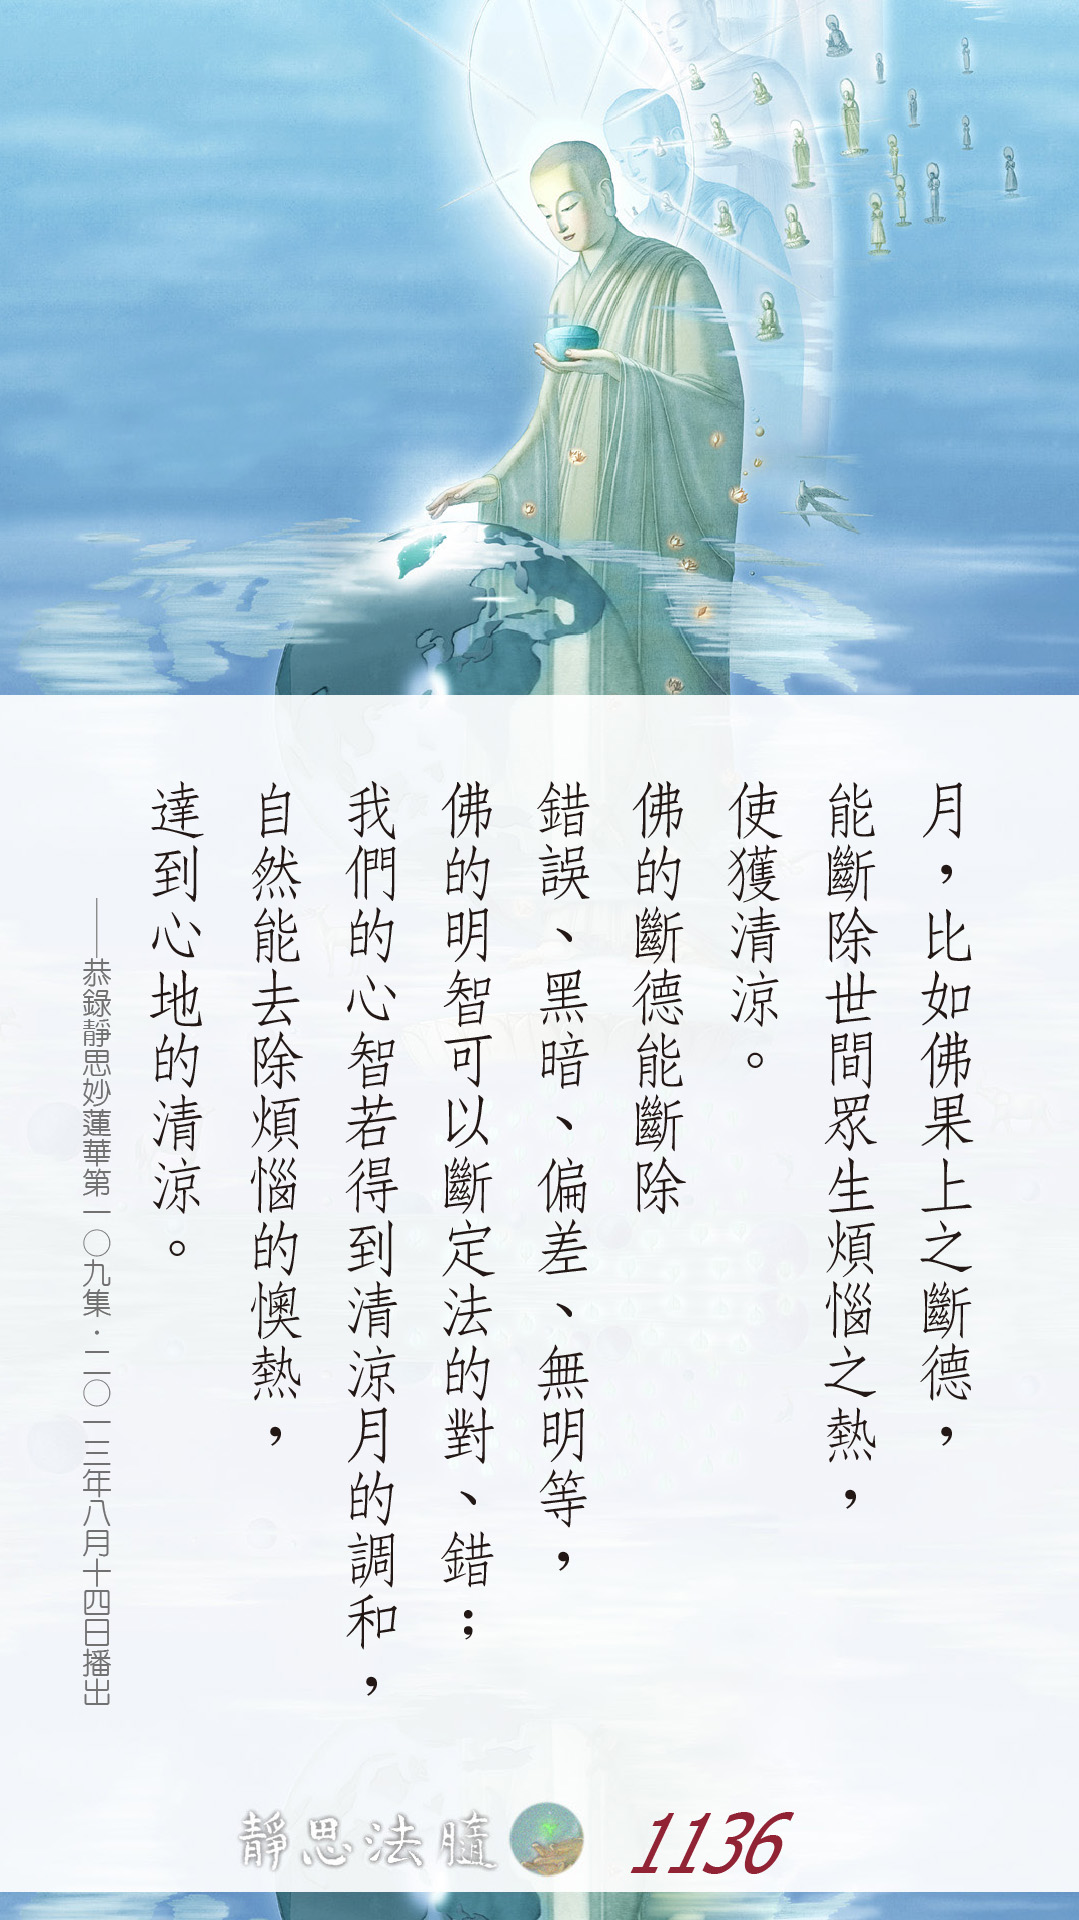 月，比如佛果上之斷德，
能斷除世間眾生煩惱之熱，
使獲清涼。
佛的斷德能斷除
錯誤、黑暗、偏差、無明等，
佛的明智可以斷定法的對、錯；
我們的心智若得到清涼月的調和，
自然能去除煩惱的懊熱，
達到心地的清涼。
——恭錄靜思妙蓮華第一〇九集．二〇一三年八月十四日播出
靜思法髓 1136